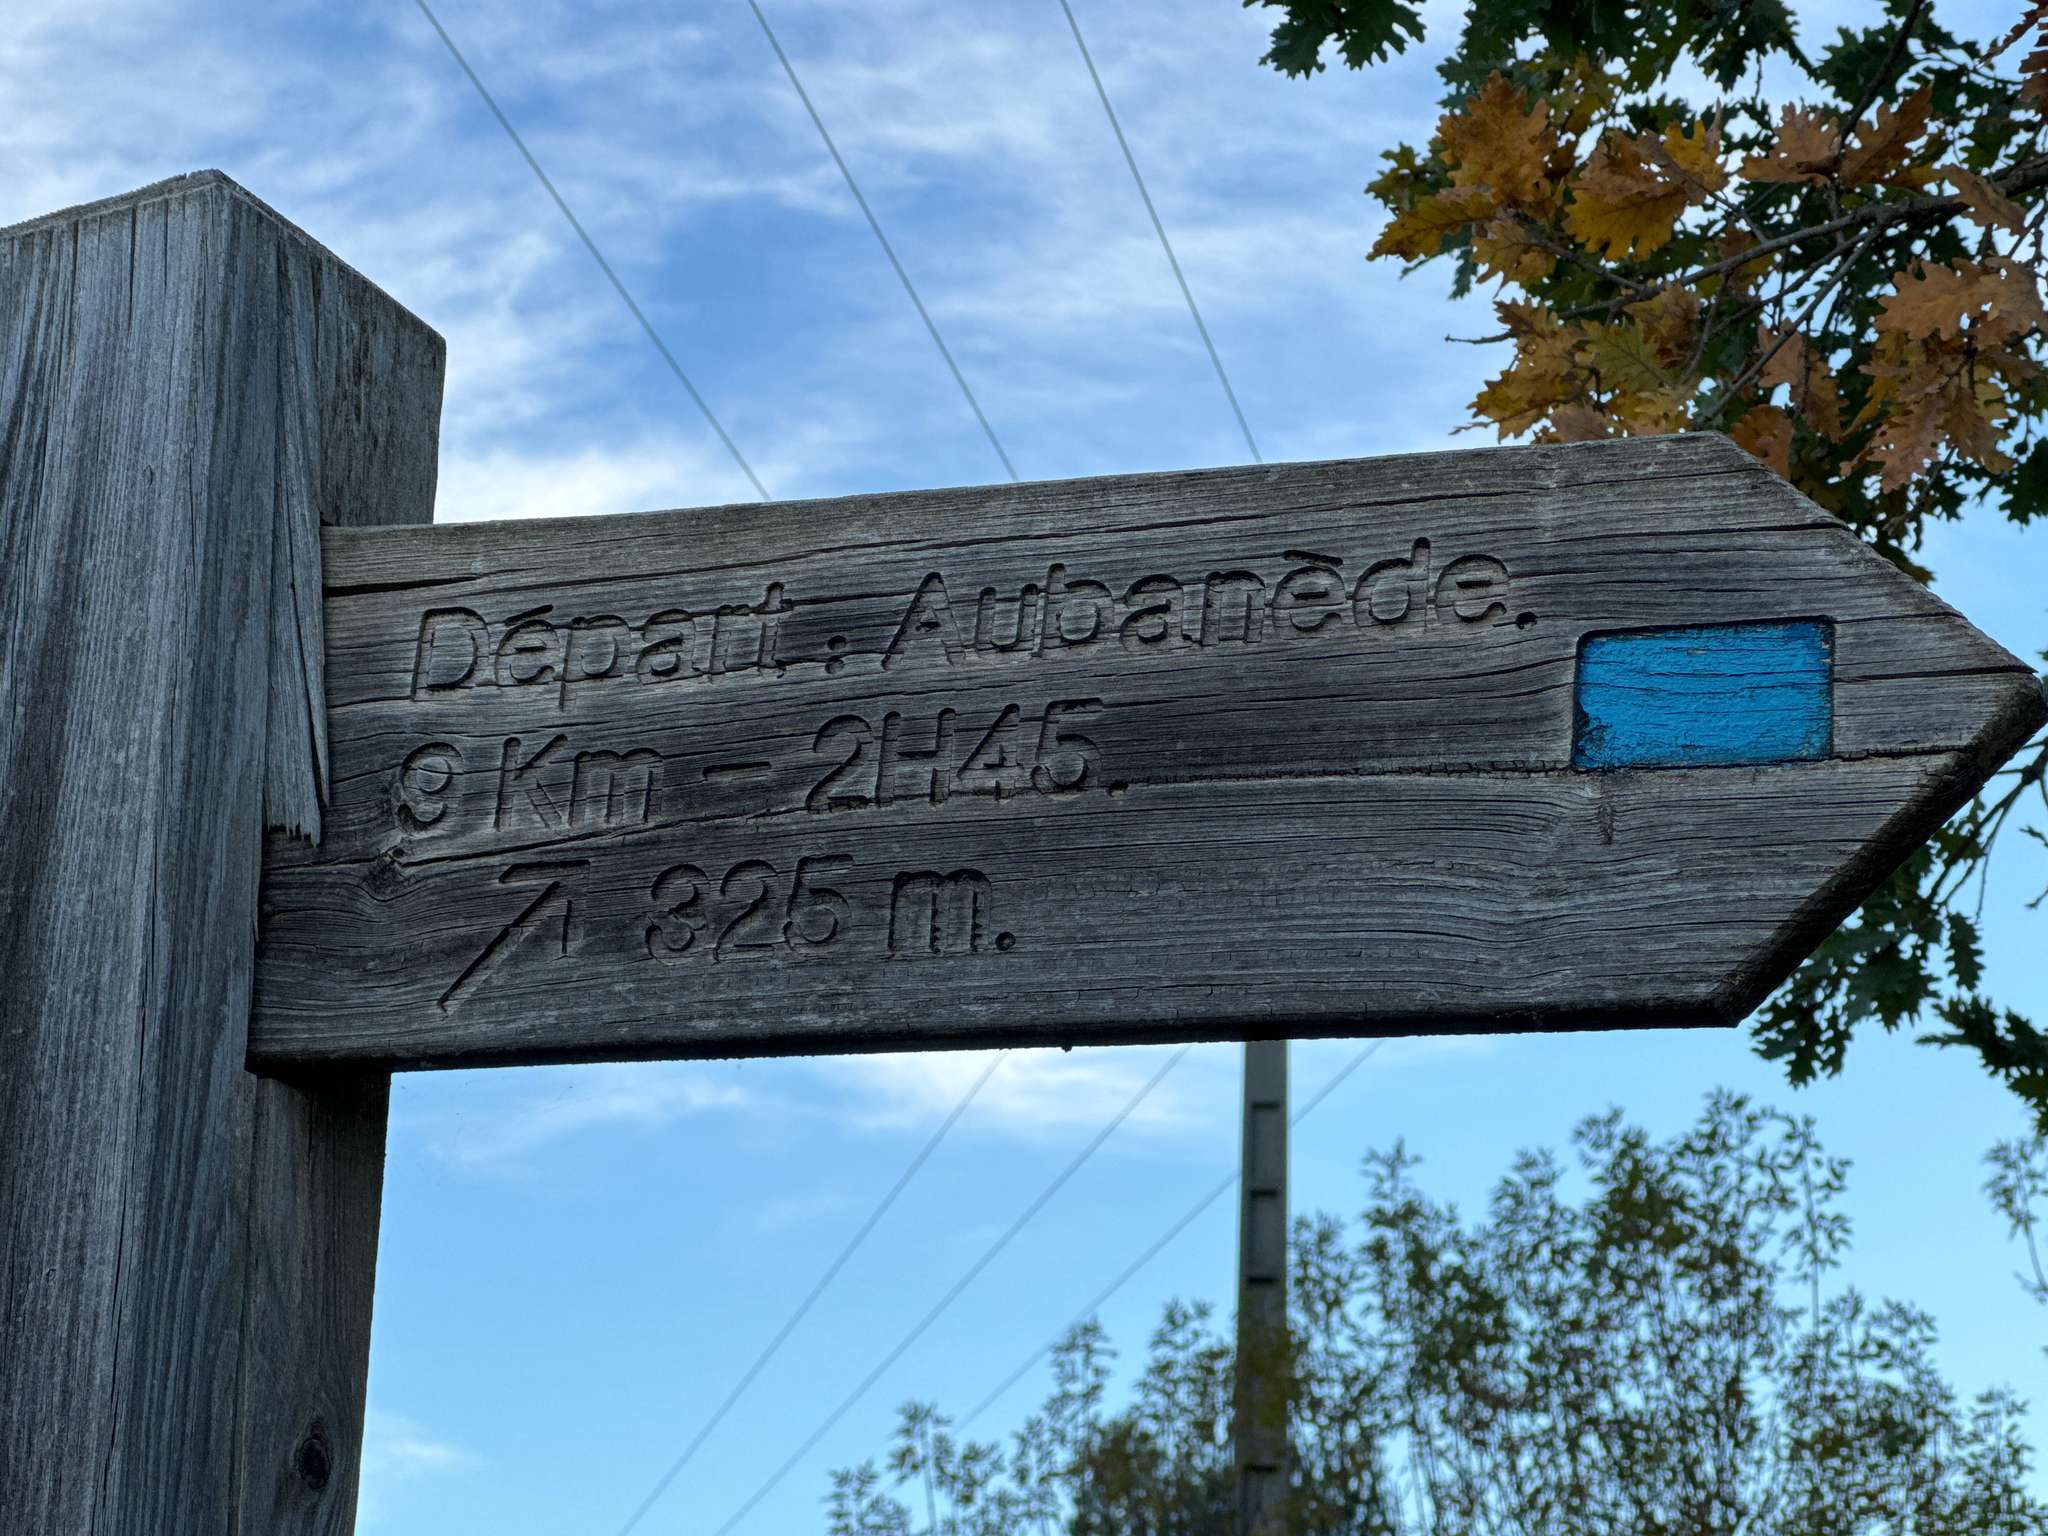 Départ : Aubanède.
9 Km - 2H45.
↗ 325 m.